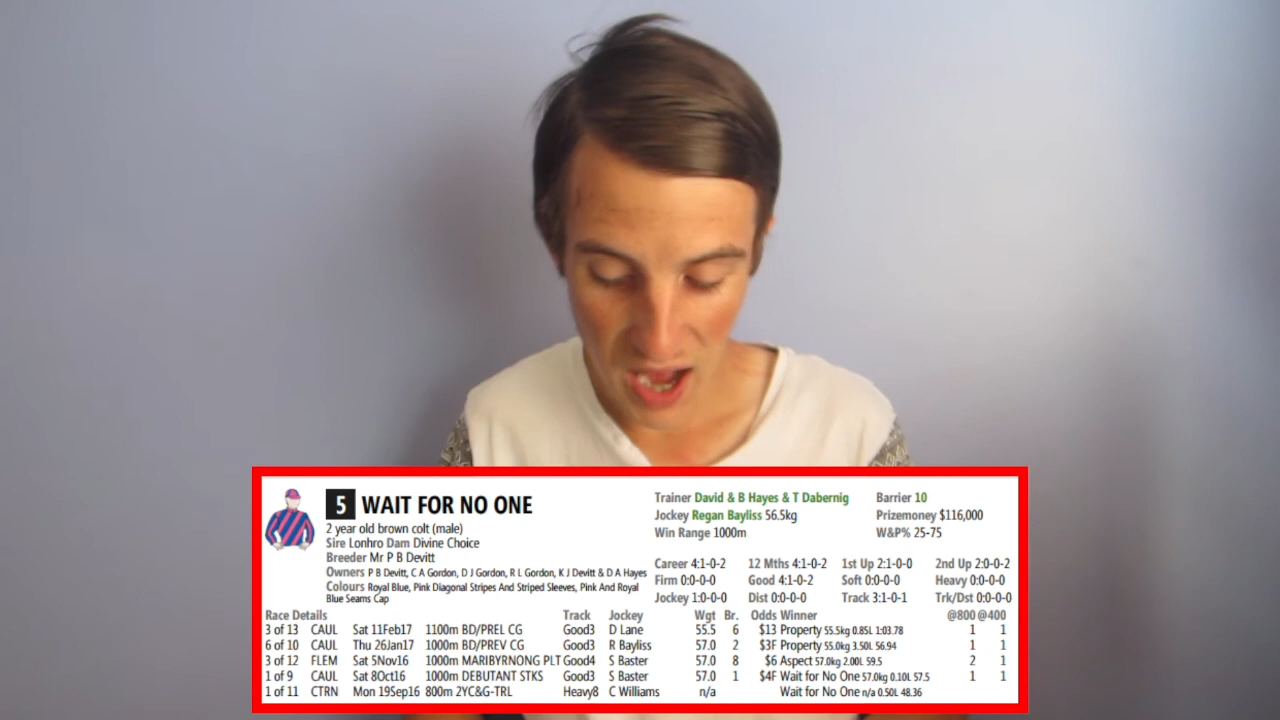 5 WAIT FOR NO ONE
2 year old brown colt (male)
Sire Lonhro Dam Divine Choice
Breeder Mr P B Devitt
Owners P B Devitt, C A Gordon, D J Gordon, R L Gordon, K J Devitt & D A Hayes
Colours Royal Blue, Pink Diagonal Stripes And Striped Sleeves, Pink And Royal
Blue Seams Cap
Trainer David & B Hayes & T Dabernig
Jockey Regan Bayliss 56.5kg
Win Range 1000m
Barrier 10
Prizemoney $116,000
W&P% 25-75
Career 4:1-0-2 12 Mths 4:1-0-2 1st Up 2:1-0-0 2nd Up 2:0-0-2
Firm 0:0-0-0 Good 4:1-0-2 Soft 0:0-0-0 Heavy 0:0-0-0
Jockey 1:0-0-0 Dist 0:0-0-0 Track 3:1-0-1 Trk/Dst 0:0-0-0
Race Details Track Jockey Wgt Br. Odds Winner @800 @400
3 of 13 CAUL Sat 11Feb17 1100m BD/PREL CG Good3 D Lane 55.5 6 $13 Property 55.5kg 0.85L 1:03.78 1 1
6 of 10 CAUL Thu 26Jan17 1000m BD/PREV CG Good3 R Bayliss 57.0 2 $3F Property 55.0kg 3.50L 56.94 1 1
3 of 12 FLEM Sat 5Nov16 1000m MARIBYRNONG PLT Good4 S Baster 57.0 8 $6 Aspect 57.0kg 2.00L 59.5 2 1
1 of 9 CAUL Sat 8Oct16 1000m DEBUTANT STKS Good3 S Baster 57.0 1 $4F Wait for No One 57.0kg 0.10L 57.5 1 1
1 of 11 CTRN Mon 19Sep16 800m 2YC&G-TRL Heavy8 C Williams n/a Wait for No One n/a 0.50L 48.36